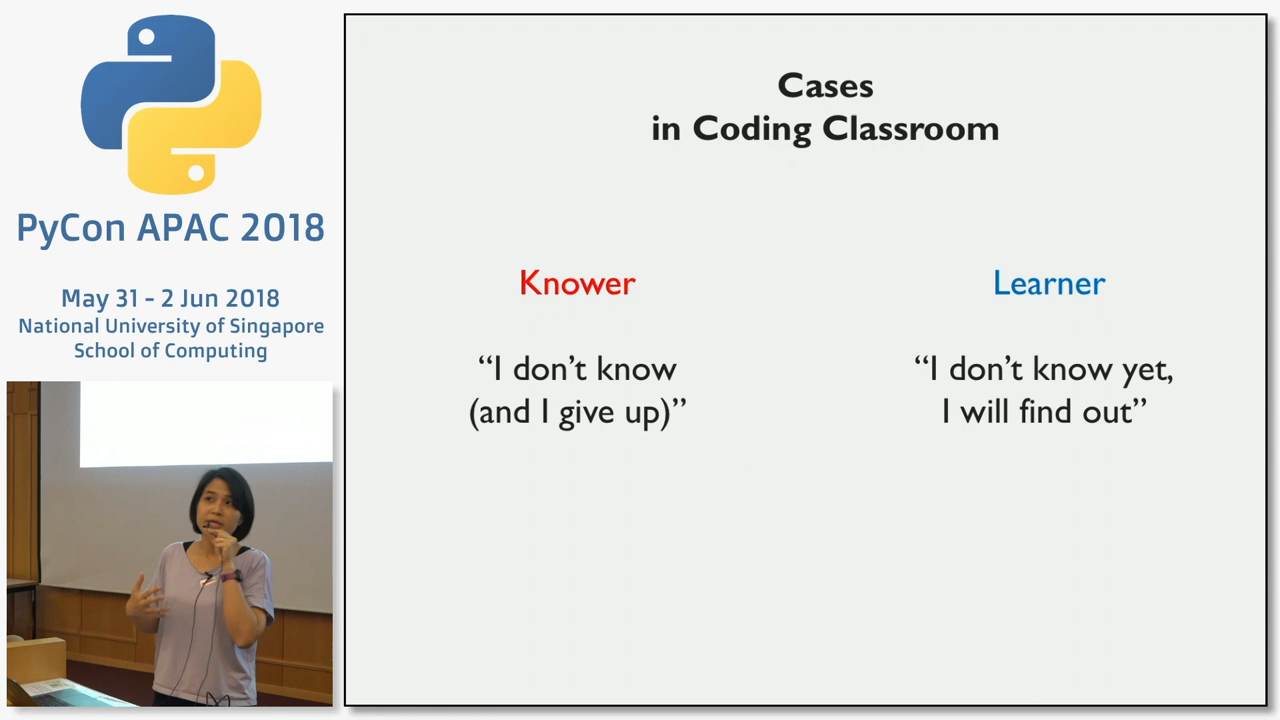 PyCon APAC 2018
May 31 - 2 Jun 2018
National University of Singapore
School of Computing
Cases
in Coding Classroom
Knower
“I don’t know
(and I give up)”
Learner
“I don’t know yet,
I will find out”